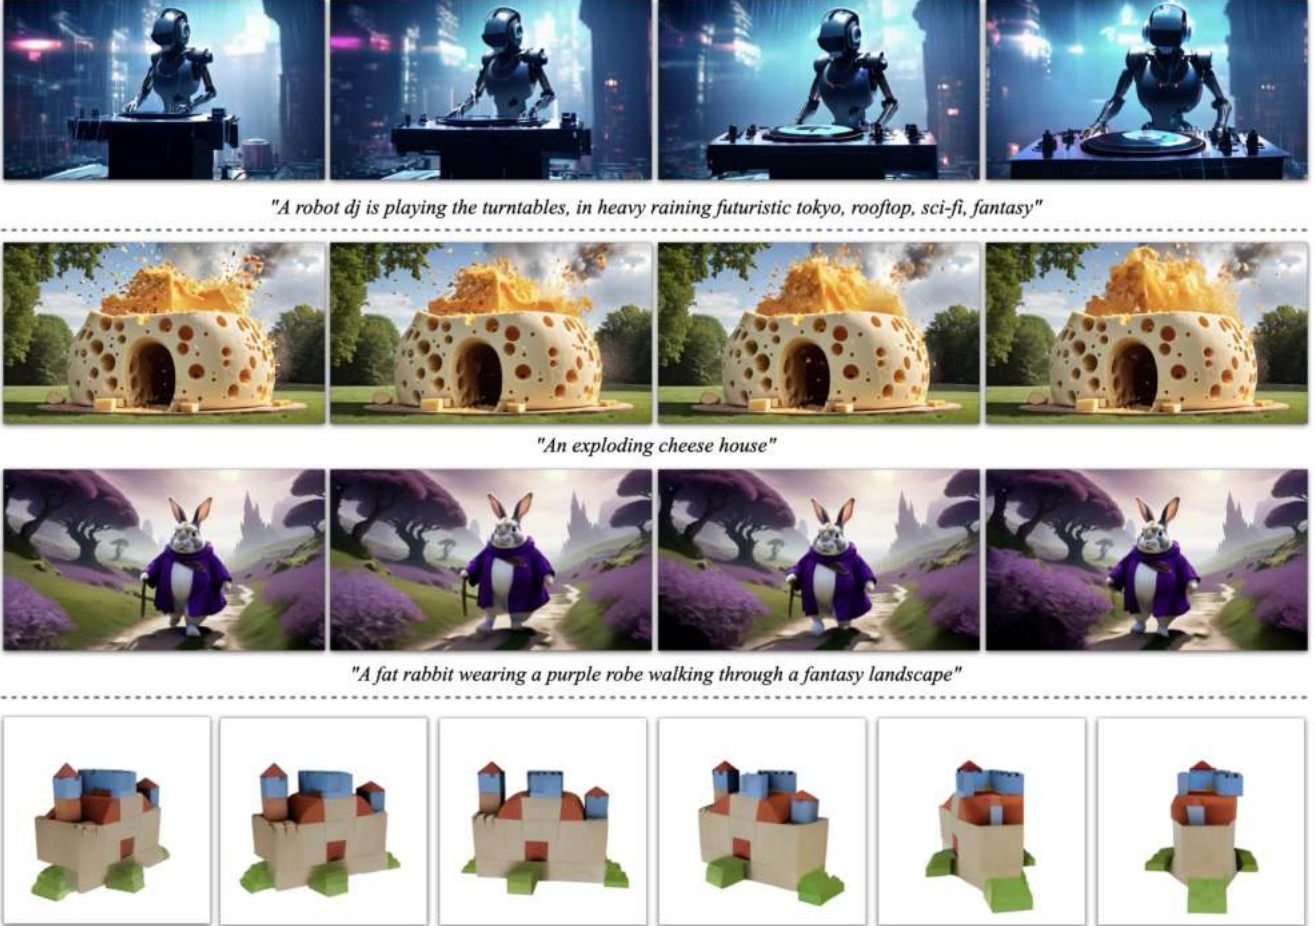 "A robot dj is playing the turntables, in heavy raining futuristic tokyo, rooftop, sci-fi, fantasy"
"An exploding cheese house"
"A fat rabbit wearing a purple robe walking through a fantasy landscape"